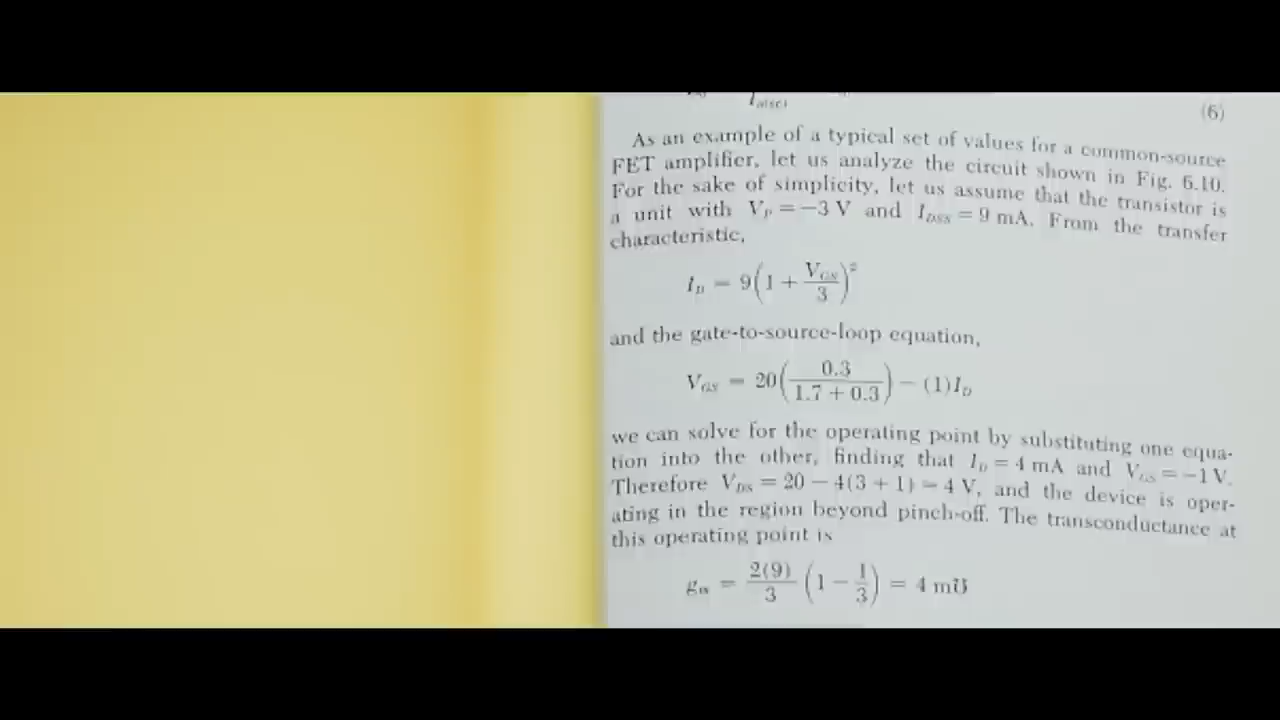 I_a(sc)
(6)
As an example of a typical set of values for a common-source
FET amplifier, let us analyze the circuit shown in Fig. 6.10.
For the sake of simplicity, let us assume that the transistor is
a unit with V_P = −3 V and I_DSS = 9 mA. From the transfer
characteristic,
I_D = 9(1 + V_GS/3)²
and the gate-to-source-loop equation,
V_GS = 20(0.3/(1.7 + 0.3)) − (1)I_D
we can solve for the operating point by substituting one equa-
tion into the other, finding that I_D = 4 mA and V_GS = −1 V.
Therefore V_DS = 20 − 4(3 + 1) = 4 V, and the device is oper-
ating in the region beyond pinch-off. The transconductance at
this operating point is
g_m = 2(9)/3 (1 − 1/3) = 4 m℧